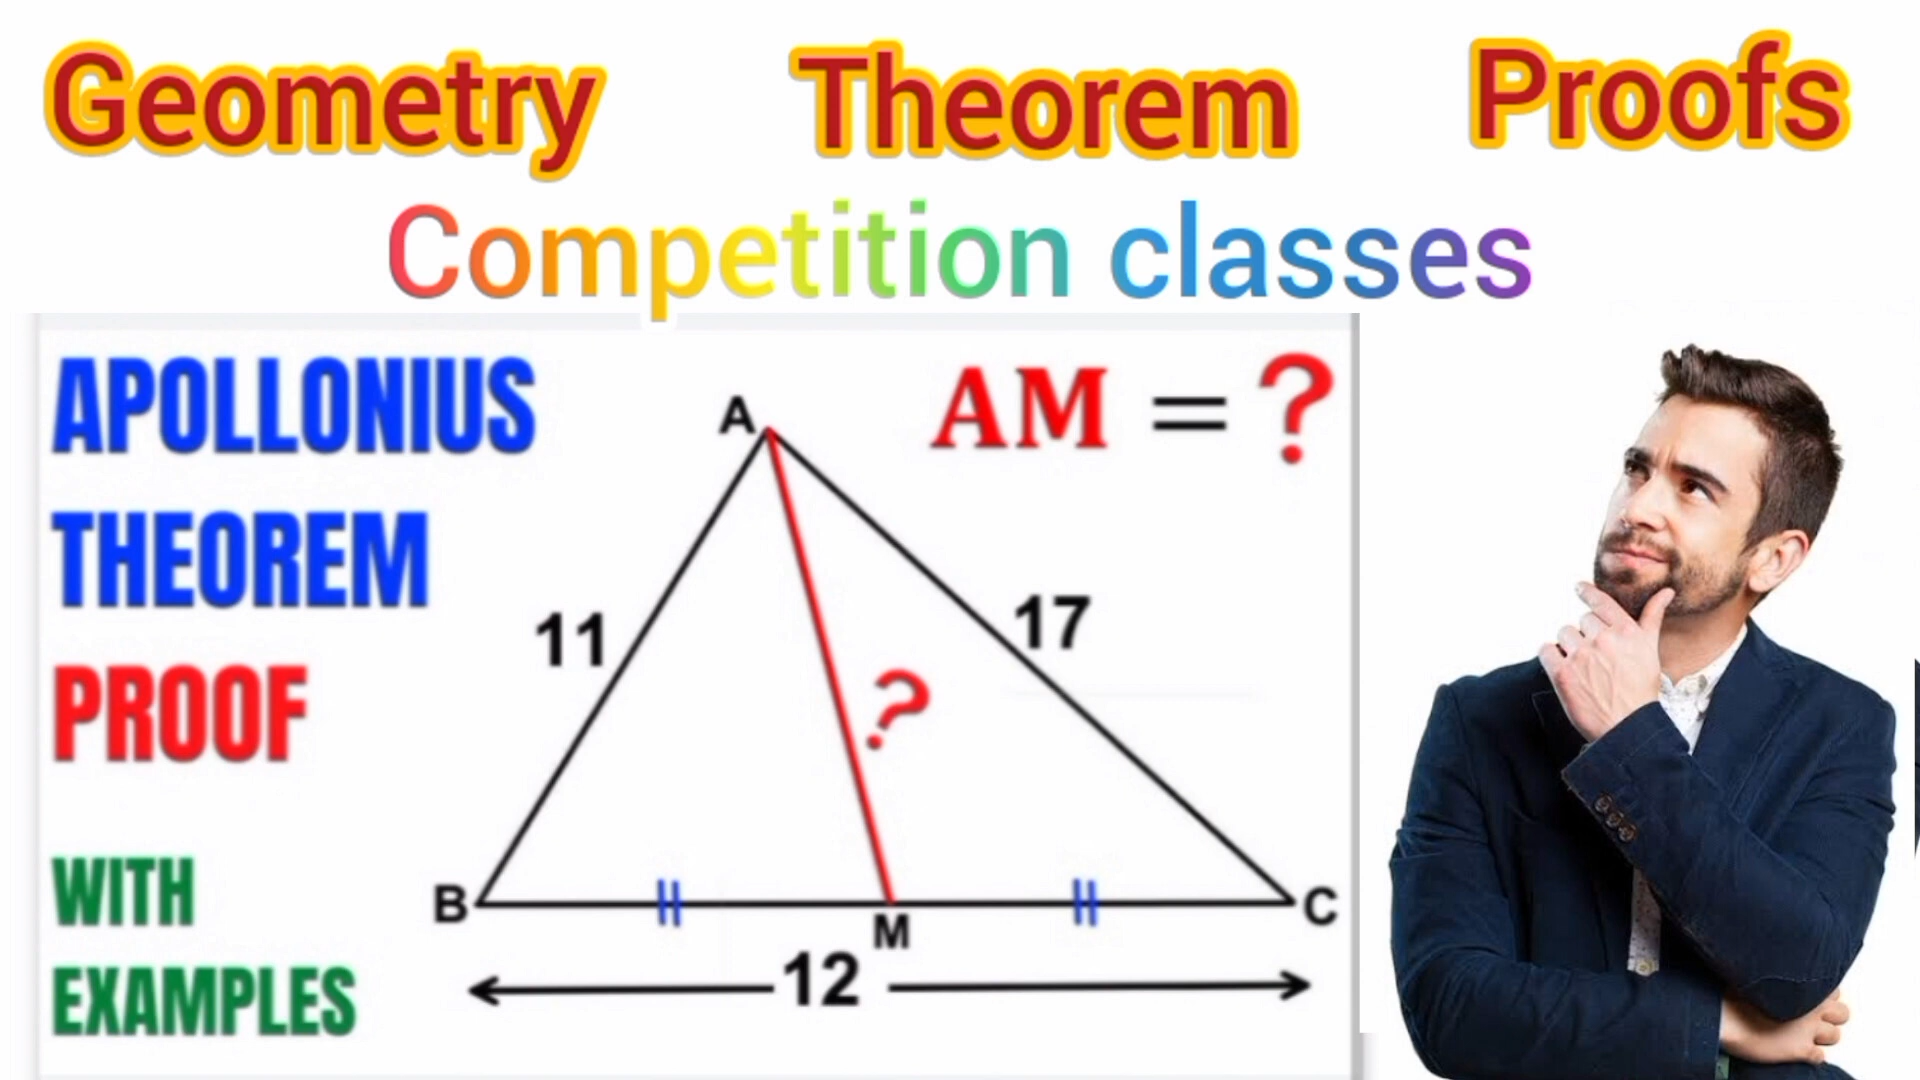 Geometry Theorem Proofs
Competition classes
APOLLONIUS
THEOREM
PROOF
WITH
EXAMPLES
AM = ?
A
11
17
?
B
M
C
12